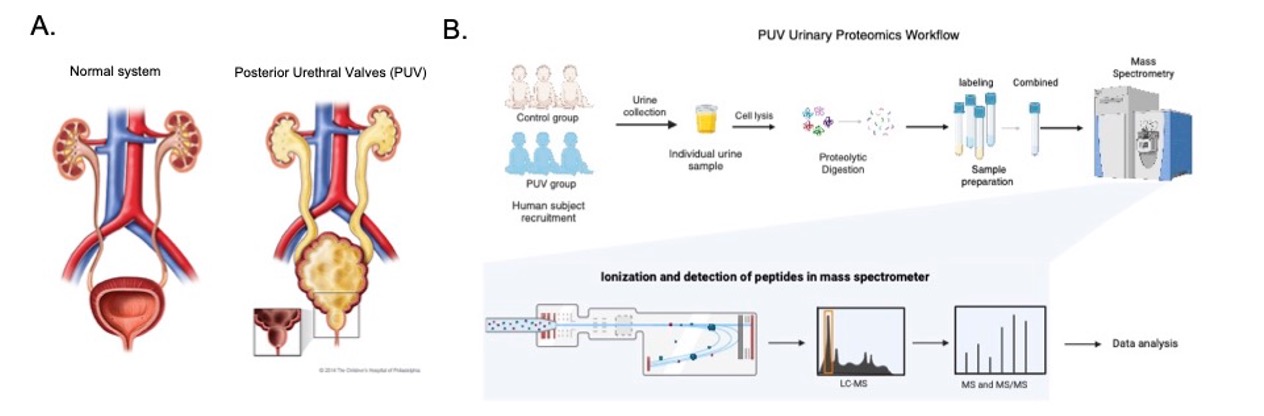 A.
Normal system
Posterior Urethral Valves (PUV)
© 2014 The Children's Hospital of Philadelphia
B.
PUV Urinary Proteomics Workflow
Control group
PUV group
Human subject
recruitment
Urine
collection
Individual urine
sample
Cell lysis
Proteolytic
Digestion
labeling
Combined
Sample
preparation
Mass
Spectrometry
Ionization and detection of peptides in mass spectrometer
LC-MS
MS and MS/MS
Data analysis